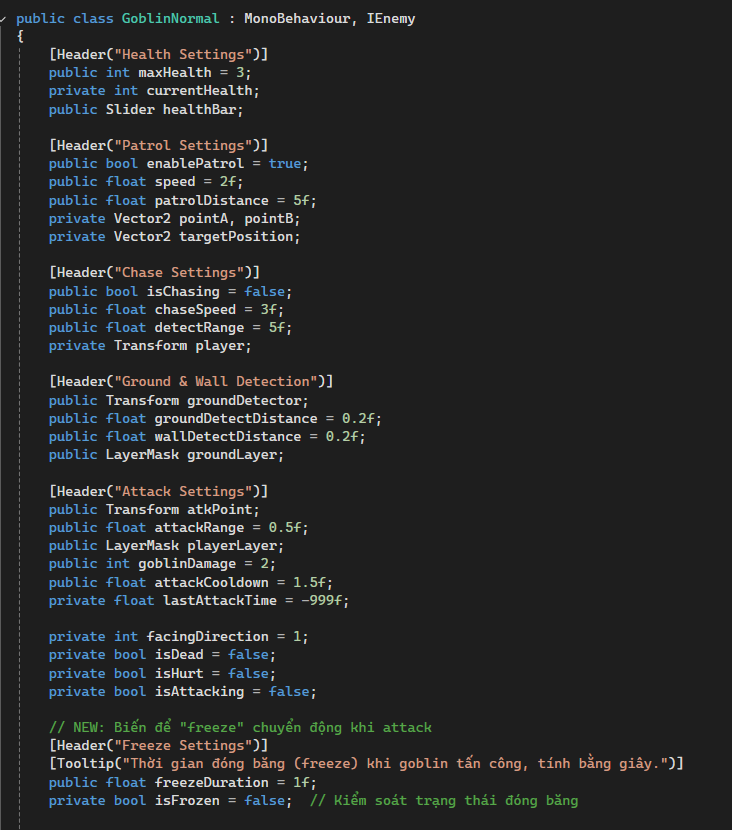 public class GoblinNormal : MonoBehaviour, IEnemy
{
[Header("Health Settings")]
public int maxHealth = 3;
private int currentHealth;
public Slider healthBar;
[Header("Patrol Settings")]
public bool enablePatrol = true;
public float speed = 2f;
public float patrolDistance = 5f;
private Vector2 pointA, pointB;
private Vector2 targetPosition;
[Header("Chase Settings")]
public bool isChasing = false;
public float chaseSpeed = 3f;
public float detectRange = 5f;
private Transform player;
[Header("Ground & Wall Detection")]
public Transform groundDetector;
public float groundDetectDistance = 0.2f;
public float wallDetectDistance = 0.2f;
public LayerMask groundLayer;
[Header("Attack Settings")]
public Transform atkPoint;
public float attackRange = 0.5f;
public LayerMask playerLayer;
public int goblinDamage = 2;
public float attackCooldown = 1.5f;
private float lastAttackTime = -999f;
private int facingDirection = 1;
private bool isDead = false;
private bool isHurt = false;
private bool isAttacking = false;
// NEW: Biến để "freeze" chuyển động khi attack
[Header("Freeze Settings")]
[Tooltip("Thời gian đóng băng (freeze) khi goblin tấn công, tính bằng giây.")]
public float freezeDuration = 1f;
private bool isFrozen = false;  // Kiểm soát trạng thái đóng băng